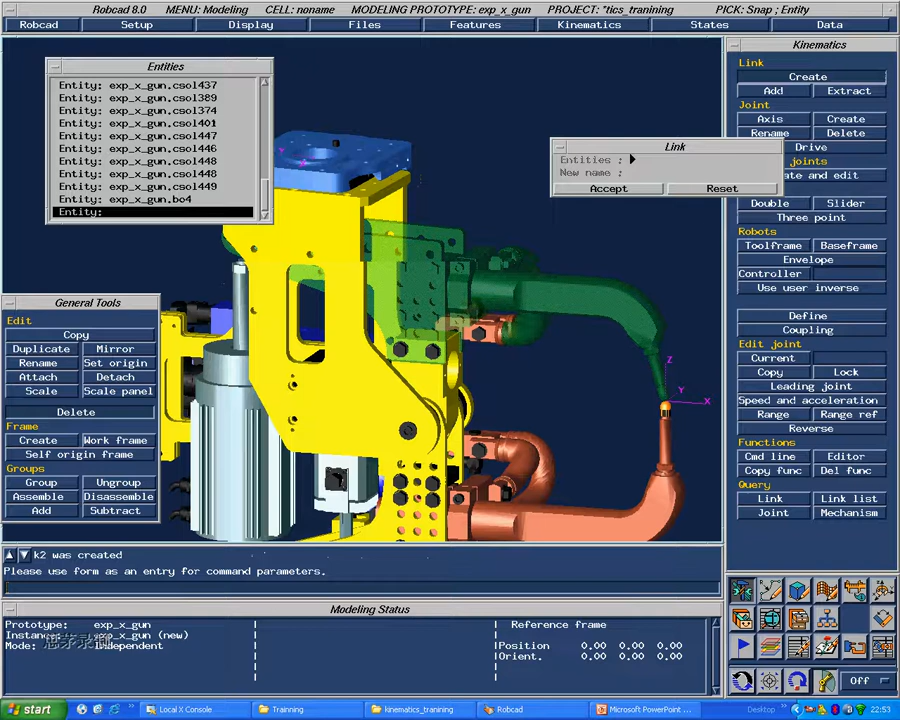 Robcad 8.0 MENU: Modeling CELL: noname MODELING PROTOTYPE: exp_x_gun PROJECT: "tics_tranining PICK: Snap ; Entity
Robcad Setup Display Files Features Kinematics States Data
Entities
Entity: exp_x_gun.csol437
Entity: exp_x_gun.csol389
Entity: exp_x_gun.csol374
Entity: exp_x_gun.csol401
Entity: exp_x_gun.csol447
Entity: exp_x_gun.csol446
Entity: exp_x_gun.csol448
Entity: exp_x_gun.csol448
Entity: exp_x_gun.csol449
Entity: exp_x_gun.bo4
Entity:
Link
Entities :
New name :
Accept Reset
Z
Y
X
General Tools
Edit
Copy
Duplicate Mirror
Rename Set origin
Attach Detach
Scale Scale panel
Delete
Frame
Create Work frame
Self origin frame
Groups
Group Ungroup
Assemble Disassemble
Add Subtract
Kinematics
Link
Create
Add Extract
Joint
Axis Create
Rename Delete
Drive
joints
ate and edit
Double Slider
Three point
Robots
Toolframe Baseframe
Envelope
Controller
Use user inverse
Define
Coupling
Edit joint
Current
Copy Lock
Leading joint
Speed and acceleration
Range Range ref
Reverse
Functions
Cmd line Editor
Copy func Del func
Query
Link Link list
Joint Mechanism
Off
k2 was created
Please use form as an entry for command parameters.
Modeling Status
Prototype: exp_x_gun
Instance: exp_x_gun (new)
Mode: independent
Reference frame
Position 0.00 0.00 0.00
Orient. 0.00 0.00 0.00
start Local X Console Trainning kinematics_tranining Robcad Microsoft PowerPoint ... Desktop 22:53